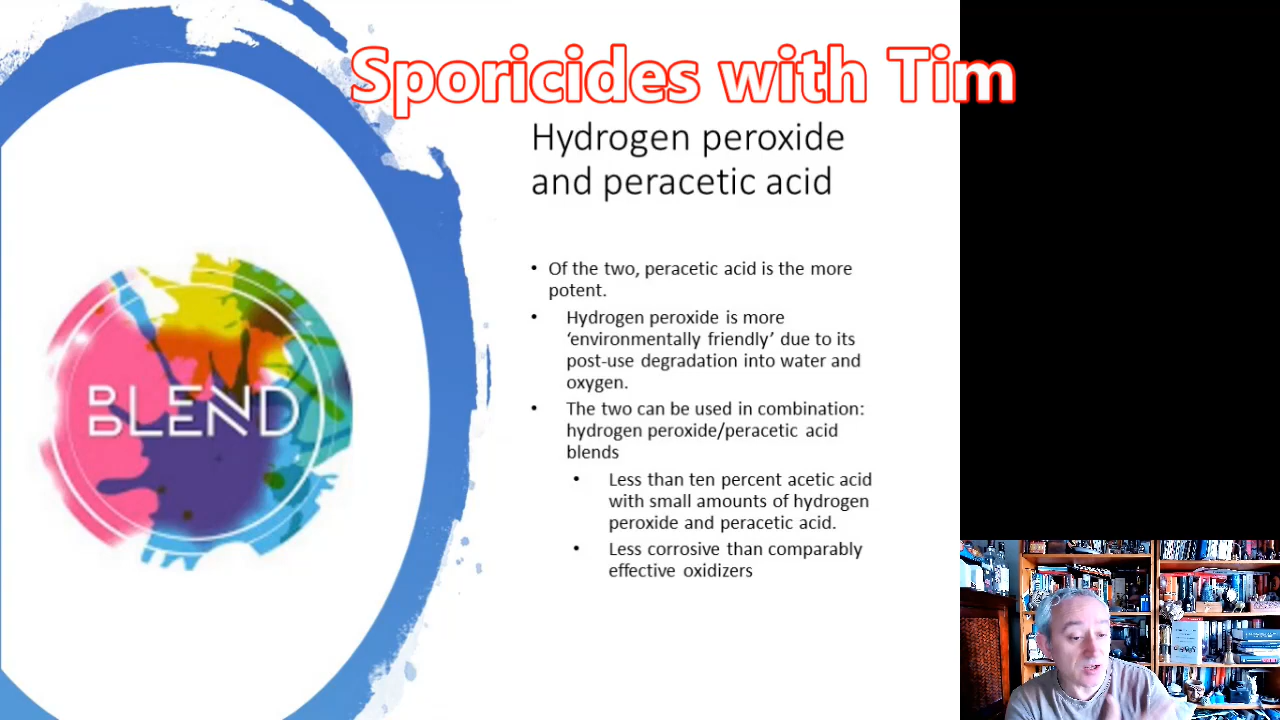 Sporicides with Tim
Hydrogen peroxide
and peracetic acid
• Of the two, peracetic acid is the more
potent.
• Hydrogen peroxide is more
‘environmentally friendly’ due to its
post-use degradation into water and
oxygen.
• The two can be used in combination:
hydrogen peroxide/peracetic acid
blends
• Less than ten percent acetic acid
with small amounts of hydrogen
peroxide and peracetic acid.
• Less corrosive than comparably
effective oxidizers
BLEND